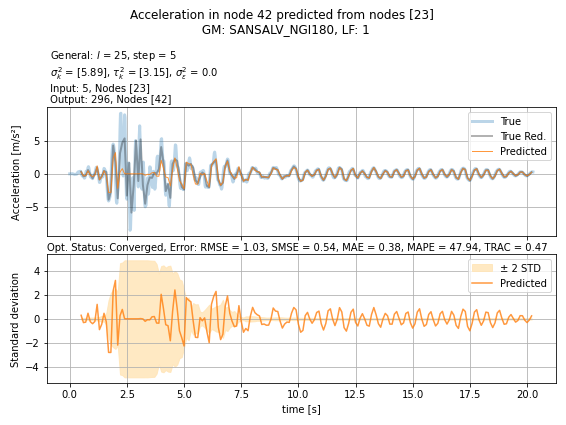 Acceleration in node 42 predicted from nodes [23]
GM: SANSALV_NGI180, LF: 1
General: l = 25, step = 5
σ²ₖ = [5.89], τ²ₖ = [3.15], σ²ε = 0.0
Input: 5, Nodes [23]
Output: 296, Nodes [42]
Acceleration [m/s²]
5
0
−5
True
True Red.
Predicted
Opt. Status: Converged, Error: RMSE = 1.03, SMSE = 0.54, MAE = 0.38, MAPE = 47.94, TRAC = 0.47
Standard deviation
4
2
0
−2
−4
± 2 STD
Predicted
0.0 2.5 5.0 7.5 10.0 12.5 15.0 17.5 20.0
time [s]